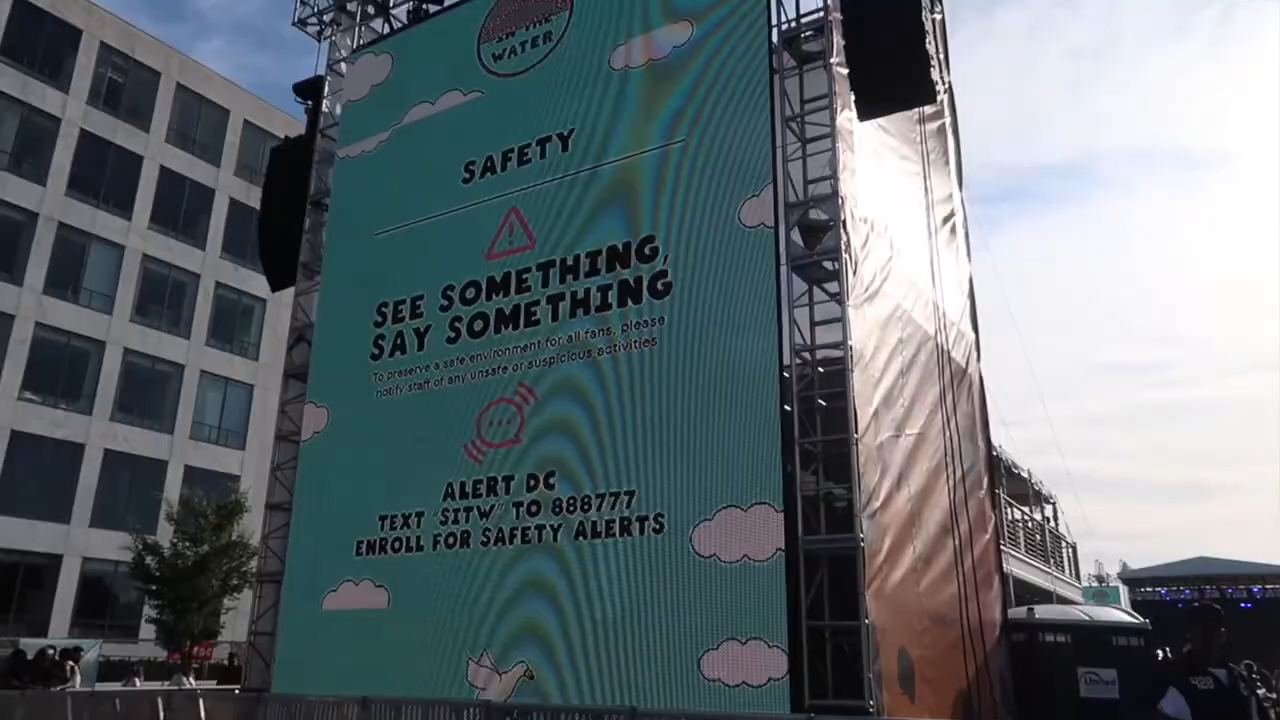 IN THE
WATER
SAFETY
SEE SOMETHING,
SAY SOMETHING
To preserve a safe environment for all fans, please
notify staff of any unsafe or suspicious activities
ALERT DC
TEXT "SITW" TO 888777
ENROLL FOR SAFETY ALERTS
United
428